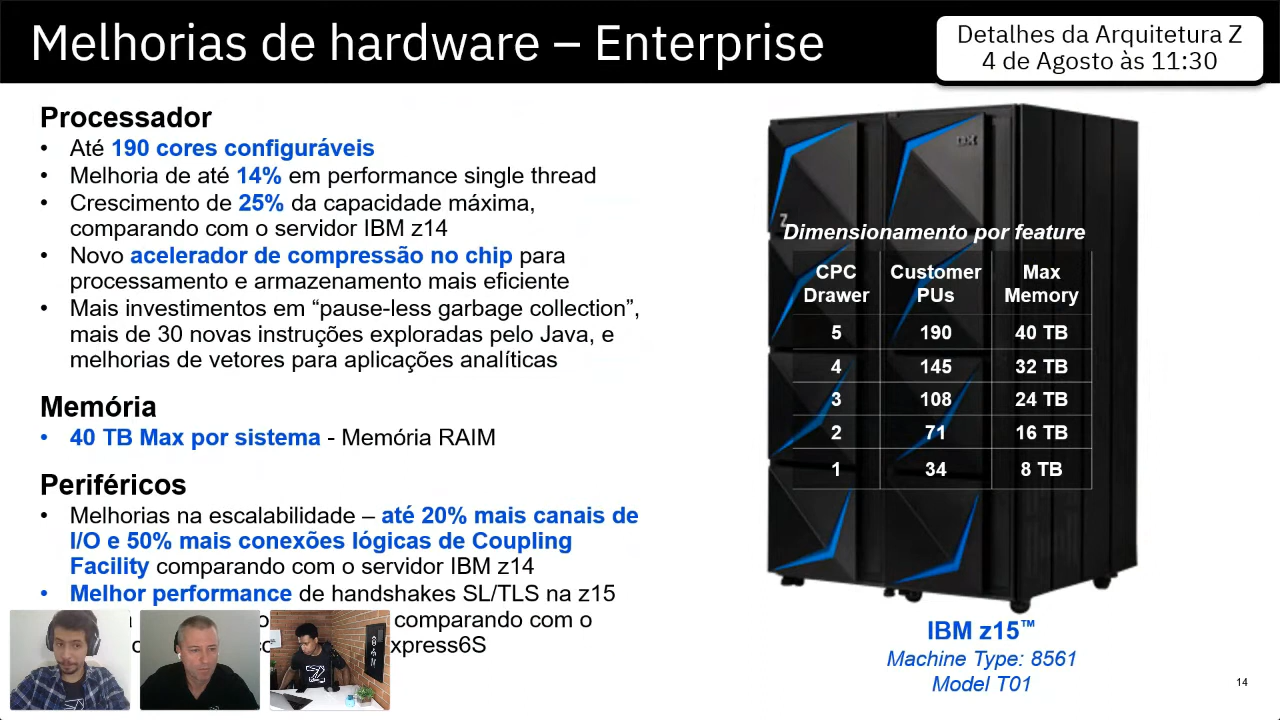 Melhorias de hardware – Enterprise
Detalhes da Arquitetura Z
4 de Agosto às 11:30
Processador
• Até 190 cores configuráveis
• Melhoria de até 14% em performance single thread
• Crescimento de 25% da capacidade máxima,
comparando com o servidor IBM z14
• Novo acelerador de compressão no chip para
processamento e armazenamento mais eficiente
• Mais investimentos em “pause-less garbage collection”,
mais de 30 novas instruções exploradas pelo Java, e
melhorias de vetores para aplicações analíticas
Memória
• 40 TB Max por sistema - Memória RAIM
Periféricos
• Melhorias na escalabilidade – até 20% mais canais de
I/O e 50% mais conexões lógicas de Coupling
Facility comparando com o servidor IBM z14
• Melhor performance de handshakes SL/TLS na z15
comparando com o
xpress6S
Z
Dimensionamento por feature
CPC Drawer Customer PUs Max Memory
5 190 40 TB
4 145 32 TB
3 108 24 TB
2 71 16 TB
1 34 8 TB
IBM z15™
Machine Type: 8561
Model T01
14